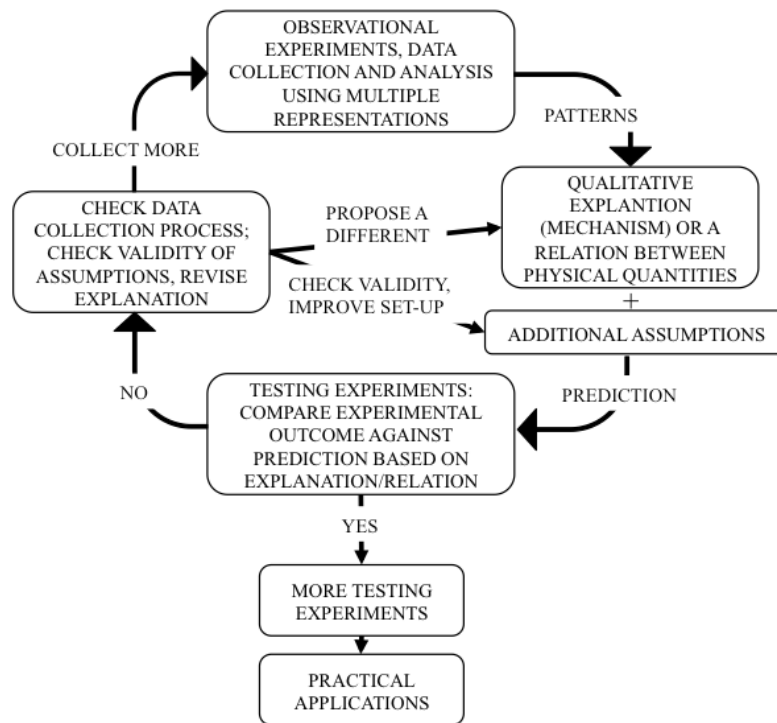 OBSERVATIONAL
EXPERIMENTS, DATA
COLLECTION AND ANALYSIS
USING MULTIPLE
REPRESENTATIONS
PATTERNS
COLLECT MORE
QUALITATIVE
EXPLANTION
(MECHANISM) OR A
RELATION BETWEEN
PHYSICAL QUANTITIES
+
ADDITIONAL ASSUMPTIONS
CHECK DATA
COLLECTION PROCESS;
CHECK VALIDITY OF
ASSUMPTIONS, REVISE
EXPLANATION
PROPOSE A
DIFFERENT
CHECK VALIDITY,
IMPROVE SET-UP
PREDICTION
NO
TESTING EXPERIMENTS:
COMPARE EXPERIMENTAL
OUTCOME AGAINST
PREDICTION BASED ON
EXPLANATION/RELATION
YES
MORE TESTING
EXPERIMENTS
PRACTICAL
APPLICATIONS